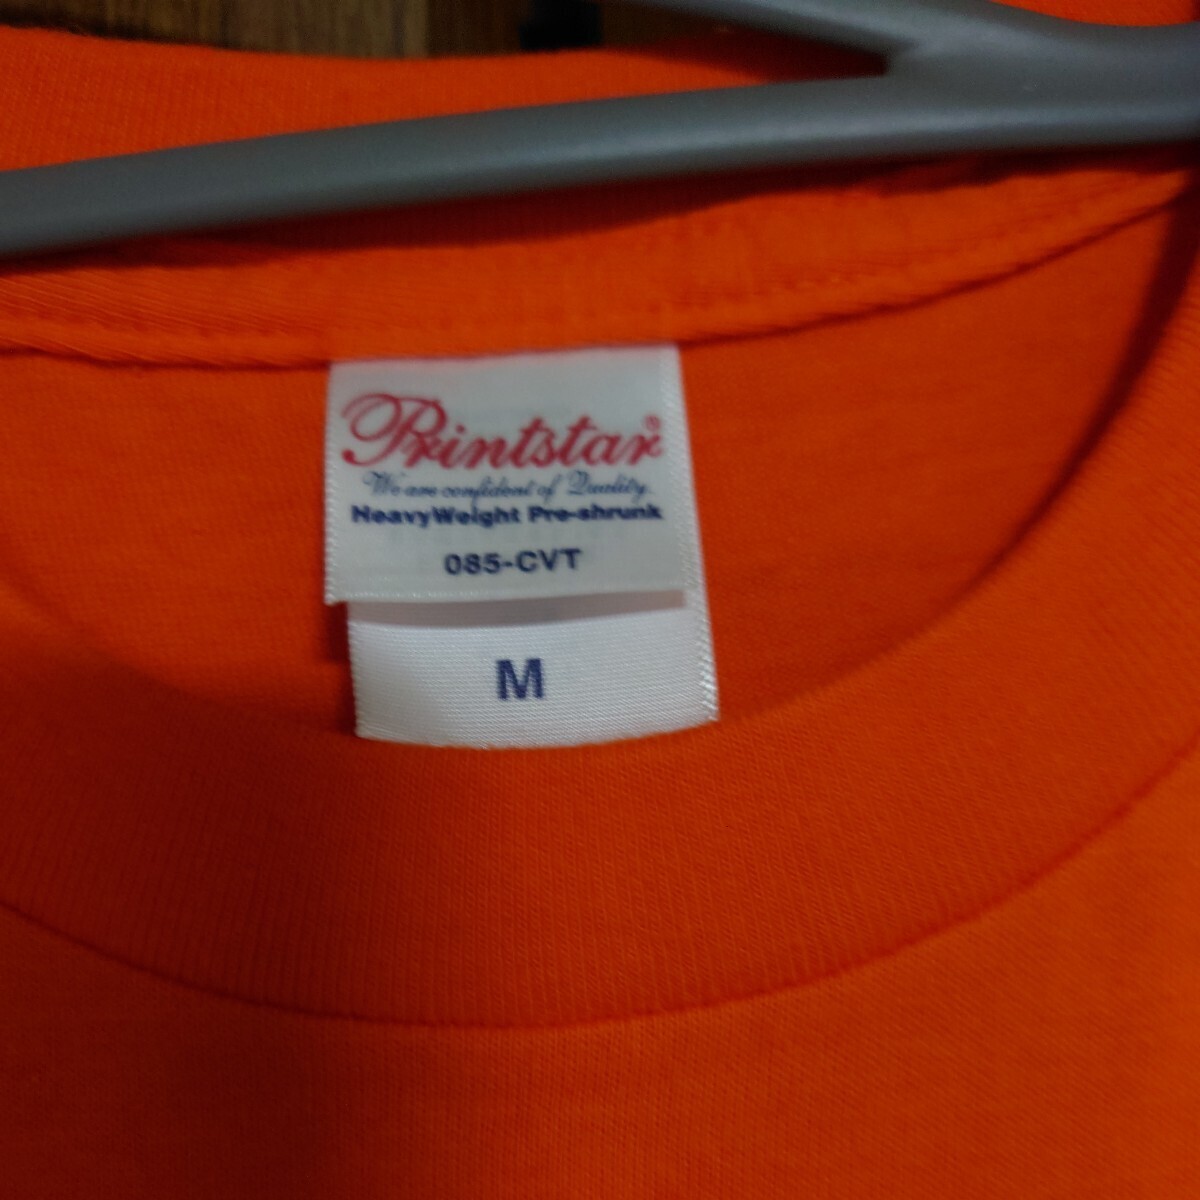 Printstar®
We are confident of Quality.
HeavyWeight Pre-shrunk
085-CVT
M